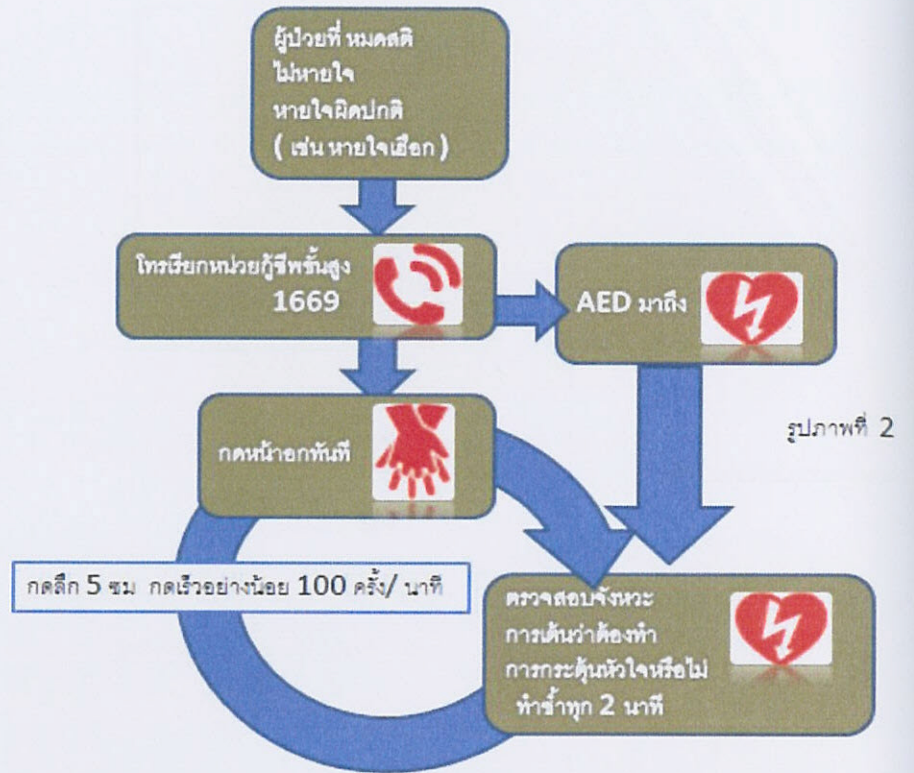 ผู้ป่วยที่ หมดสติ
ไม่หายใจ
หายใจผิดปกติ
( เช่น หายใจเฮือก )
โทรเรียกหน่วยกู้ชีพขั้นสูง
1669
AED มาถึง
กดหน้าอกทันที
รูปภาพที่ 2
กดลึก 5 ซม กดเร็วอย่างน้อย 100 ครั้ง/ นาที
ตรวจสอบจังหวะ
การเต้นว่าต้องทำ
การกระตุ้นหัวใจหรือไม่
ทำซ้ำทุก 2 นาที